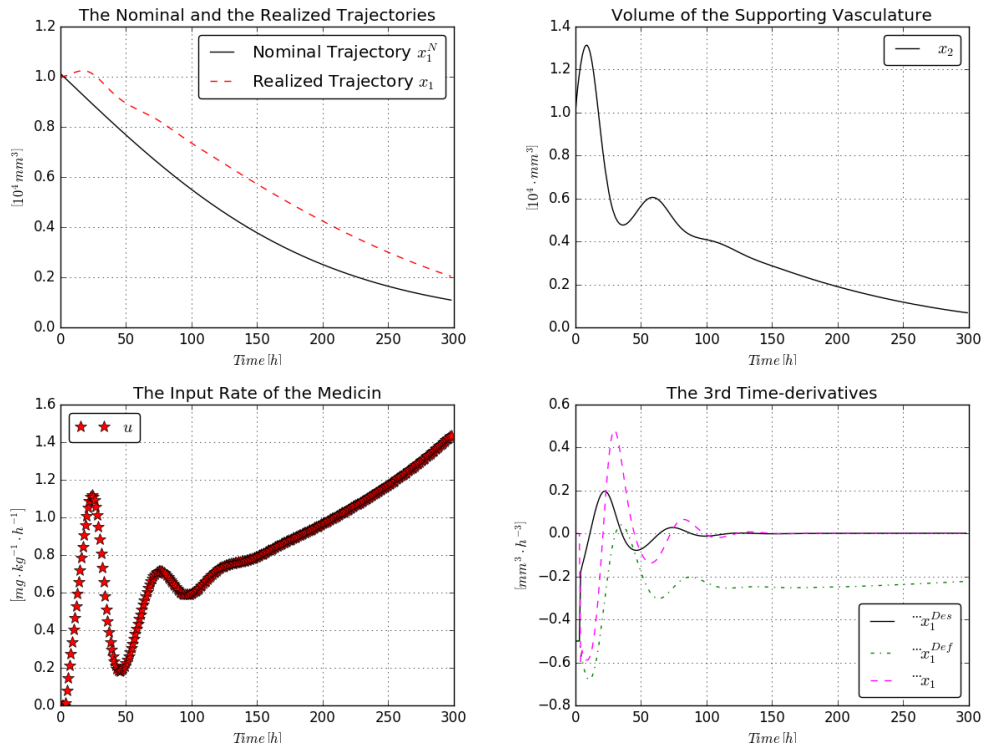 The Nominal and the Realized Trajectories
1.2
1.0
0.8
0.6
0.4
0.2
0.0
[10^4 mm^3]
Nominal Trajectory x_1^N
Realized Trajectory x_1
0 50 100 150 200 250 300
Time [h]
Volume of the Supporting Vasculature
1.4
1.2
1.0
0.8
0.6
0.4
0.2
0.0
[10^4 · mm^3]
x_2
0 50 100 150 200 250 300
Time [h]
The Input Rate of the Medicin
1.6
1.4
1.2
1.0
0.8
0.6
0.4
0.2
0.0
[mg · kg^{-1} · h^{-1}]
u
0 50 100 150 200 250 300
Time [h]
The 3rd Time-derivatives
0.6
0.4
0.2
0.0
−0.2
−0.4
−0.6
−0.8
[mm^3 · h^{-3}]
...x_1^{Des}
...x_1^{Def}
...x_1
0 50 100 150 200 250 300
Time [h]